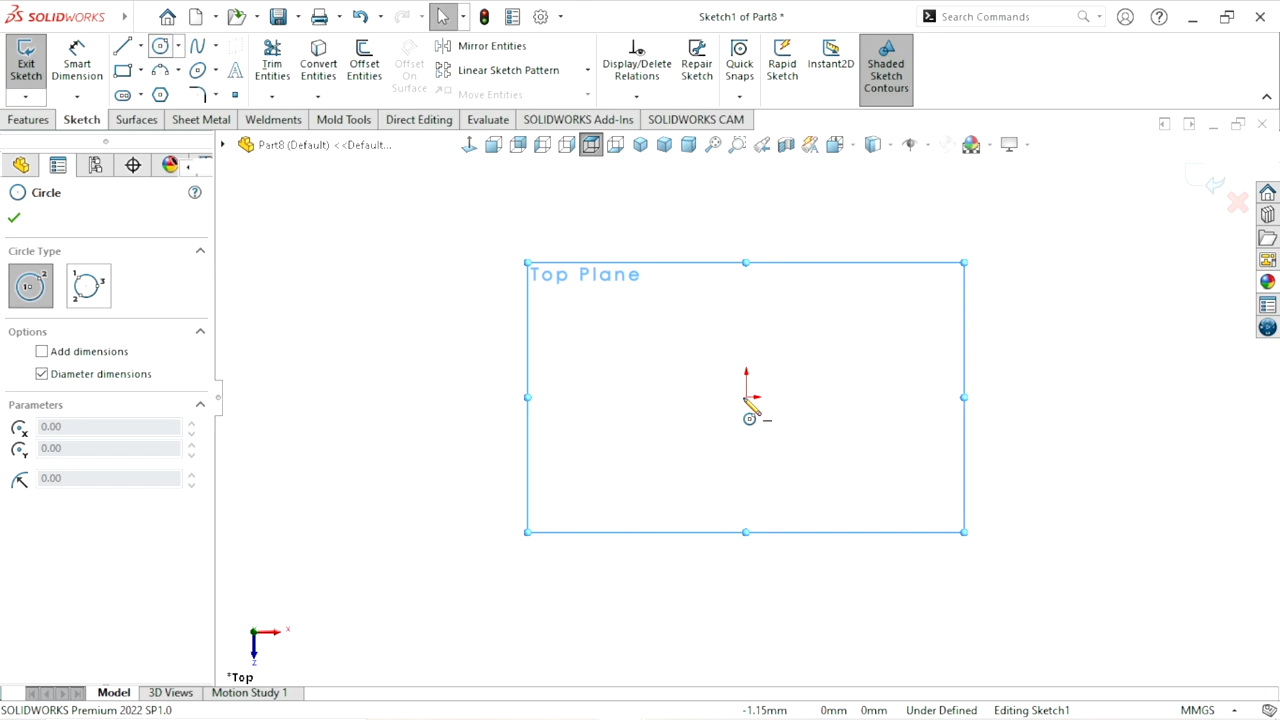 SOLIDWORKS
Sketch1 of Part8 *
Search Commands
Exit Sketch
Smart Dimension
Trim Entities
Convert Entities
Offset Entities
Offset On Surface
Mirror Entities
Linear Sketch Pattern
Move Entities
Display/Delete Relations
Repair Sketch
Quick Snaps
Rapid Sketch
Instant2D
Shaded Sketch Contours
Features
Sketch
Surfaces
Sheet Metal
Weldments
Mold Tools
Direct Editing
Evaluate
SOLIDWORKS Add-Ins
SOLIDWORKS CAM
Part8 (Default) <<Default...
Circle
Circle Type
Options
Add dimensions
Diameter dimensions
Parameters
0.00
0.00
0.00
Top Plane
X
Z
*Top
Model
3D Views
Motion Study 1
SOLIDWORKS Premium 2022 SP1.0
-1.15mm
0mm
0mm
Under Defined
Editing Sketch1
MMGS